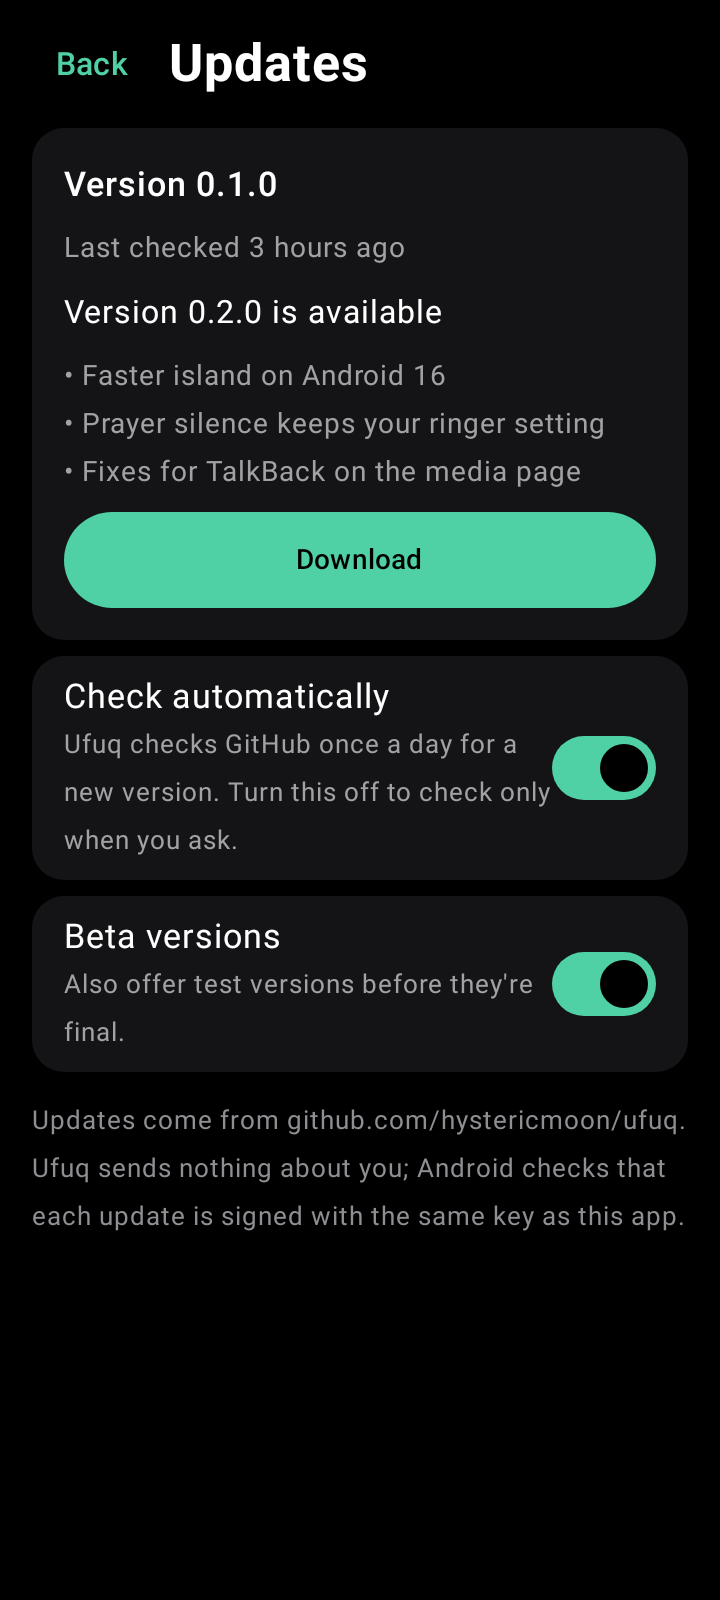 Back Updates
Version 0.1.0
Last checked 3 hours ago
Version 0.2.0 is available
• Faster island on Android 16
• Prayer silence keeps your ringer setting
• Fixes for TalkBack on the media page
Download
Check automatically
Ufuq checks GitHub once a day for a
new version. Turn this off to check only
when you ask.
Beta versions
Also offer test versions before they're
final.
Updates come from github.com/hystericmoon/ufuq.
Ufuq sends nothing about you; Android checks that
each update is signed with the same key as this app.